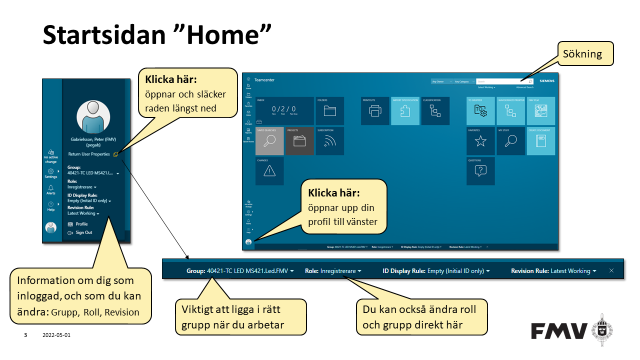 Startsidan ”Home”
Sökning
Klicka här:
öppnar och släcker
raden längst ned
Teamcenter
SIEMENS
Gabrielsson, Peter (FMV)
(pegab)
Return User Properties
No active
change
Settings
Alerts
Help
Group:
40421-TC LED MS421.L...
Role:
Inregistrerare
ID Display Rule:
Empty (Initial ID only)
Revision Rule:
Latest Working
Profile
Sign Out
0/2/0
Klicka här:
öppnar upp din
profil till vänster
Group: 40421-TC LED MS421.Led.FMV
Role: Inregistrerare
ID Display Rule: Empty (Initial ID only)
Revision Rule: Latest Working
Information om dig som
inloggad, och som du kan
ändra: Grupp, Roll, Revision
Viktigt att ligga i rätt
grupp när du arbetar
Du kan också ändra roll
och grupp direkt här
3 2022-05-01
FMV